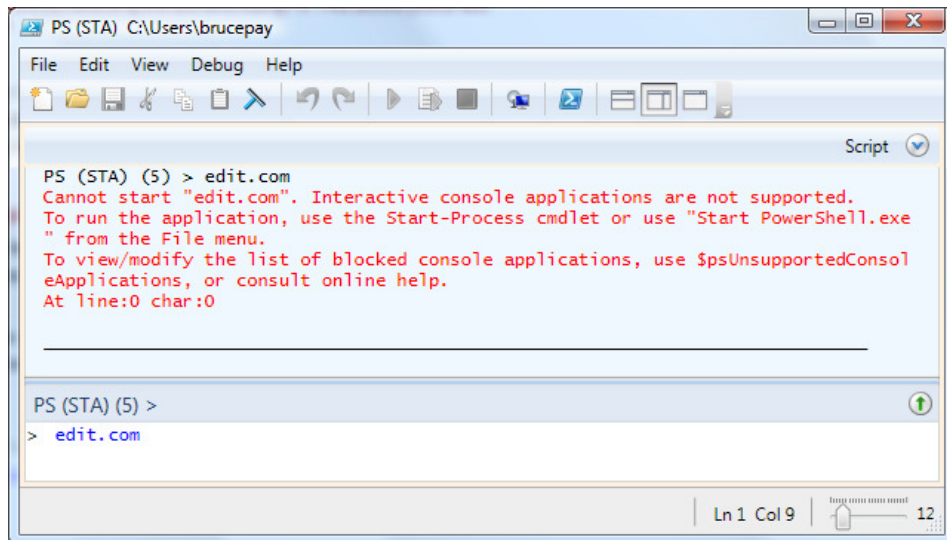 PS (STA) C:\Users\brucepay
File Edit View Debug Help
Script
PS (STA) (5) > edit.com
Cannot start "edit.com". Interactive console applications are not supported.
To run the application, use the Start-Process cmdlet or use "Start PowerShell.exe
" from the File menu.
To view/modify the list of blocked console applications, use $psUnsupportedConsol
eApplications, or consult online help.
At line:0 char:0
PS (STA) (5) >
> edit.com
Ln 1 Col 9 12